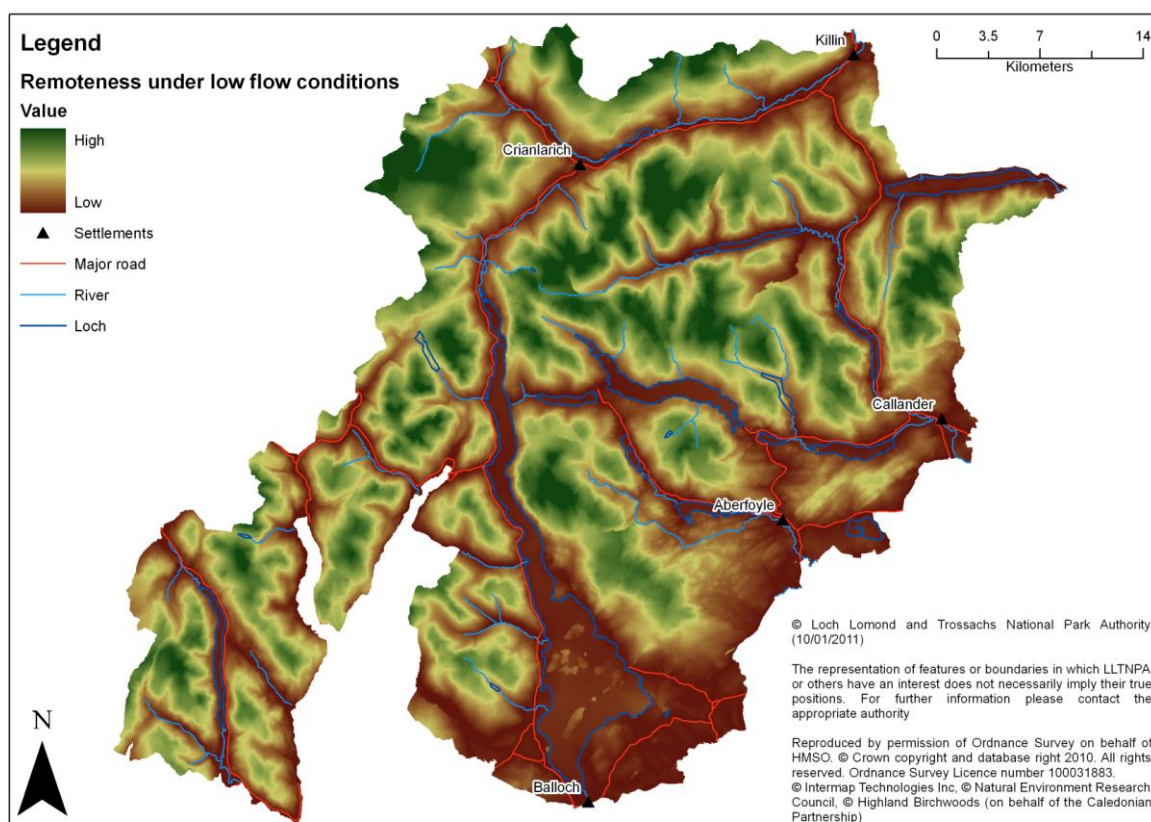 Legend
Remoteness under low flow conditions
Value
High
Low
Settlements
Major road
River
Loch
Killin
0 3.5 7 14
Kilometers
Crianlarich
Callander
Aberfoyle
Balloch
N
© Loch Lomond and Trossachs National Park Authority
(10/01/2011)
The representation of features or boundaries in which LLTNPA
or others have an interest does not necessarily imply their true
positions. For further information please contact the
appropriate authority
Reproduced by permission of Ordnance Survey on behalf of
HMSO. © Crown copyright and database right 2010. All rights
reserved. Ordnance Survey Licence number 100031883.
© Intermap Technologies Inc, © Natural Environment Research
Council, © Highland Birchwoods (on behalf of the Caledonian
Partnership)